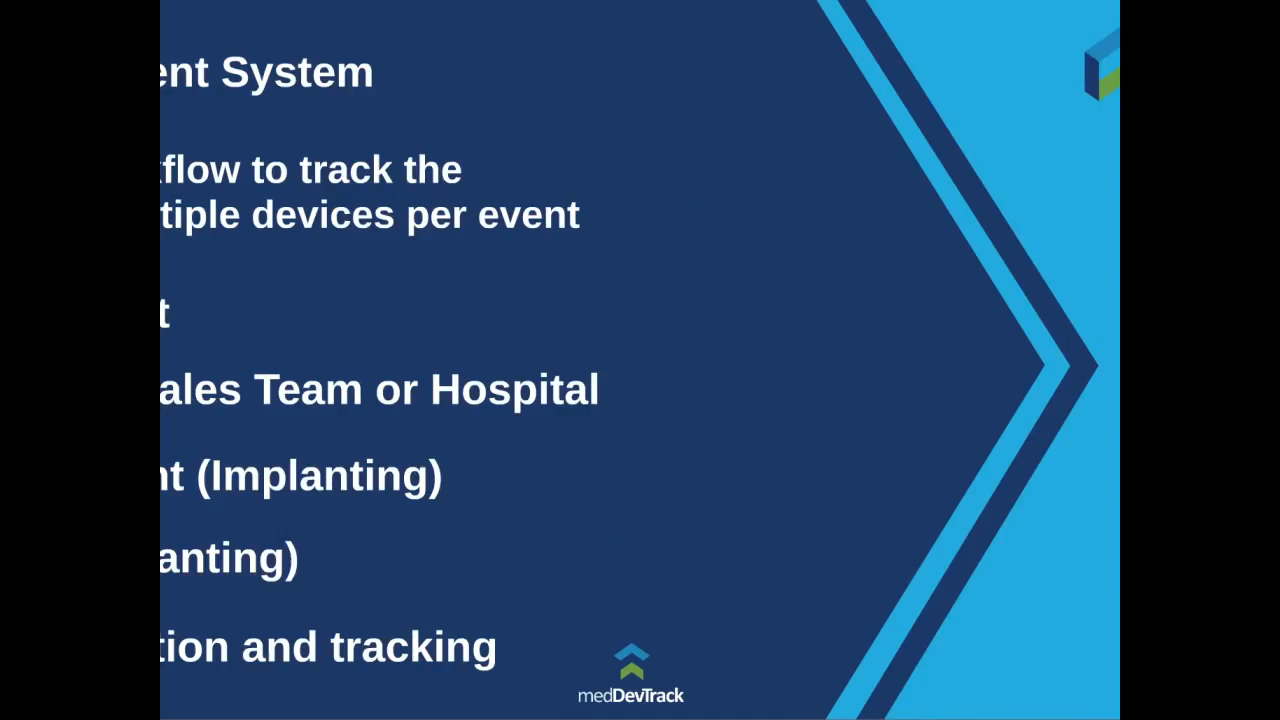 ent System
flow to track the
tiple devices per event
t
ales Team or Hospital
nt (Implanting)
anting)
tion and tracking
medDevTrack